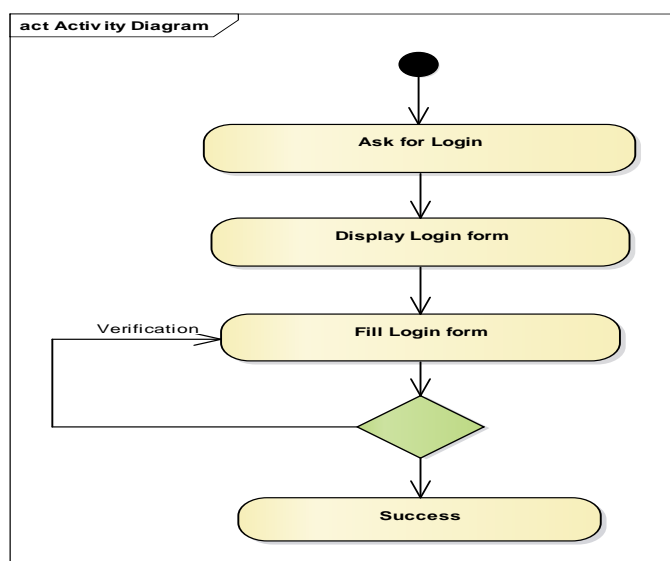 act Activity Diagram
Ask for Login
Display Login form
Verification
Fill Login form
Success